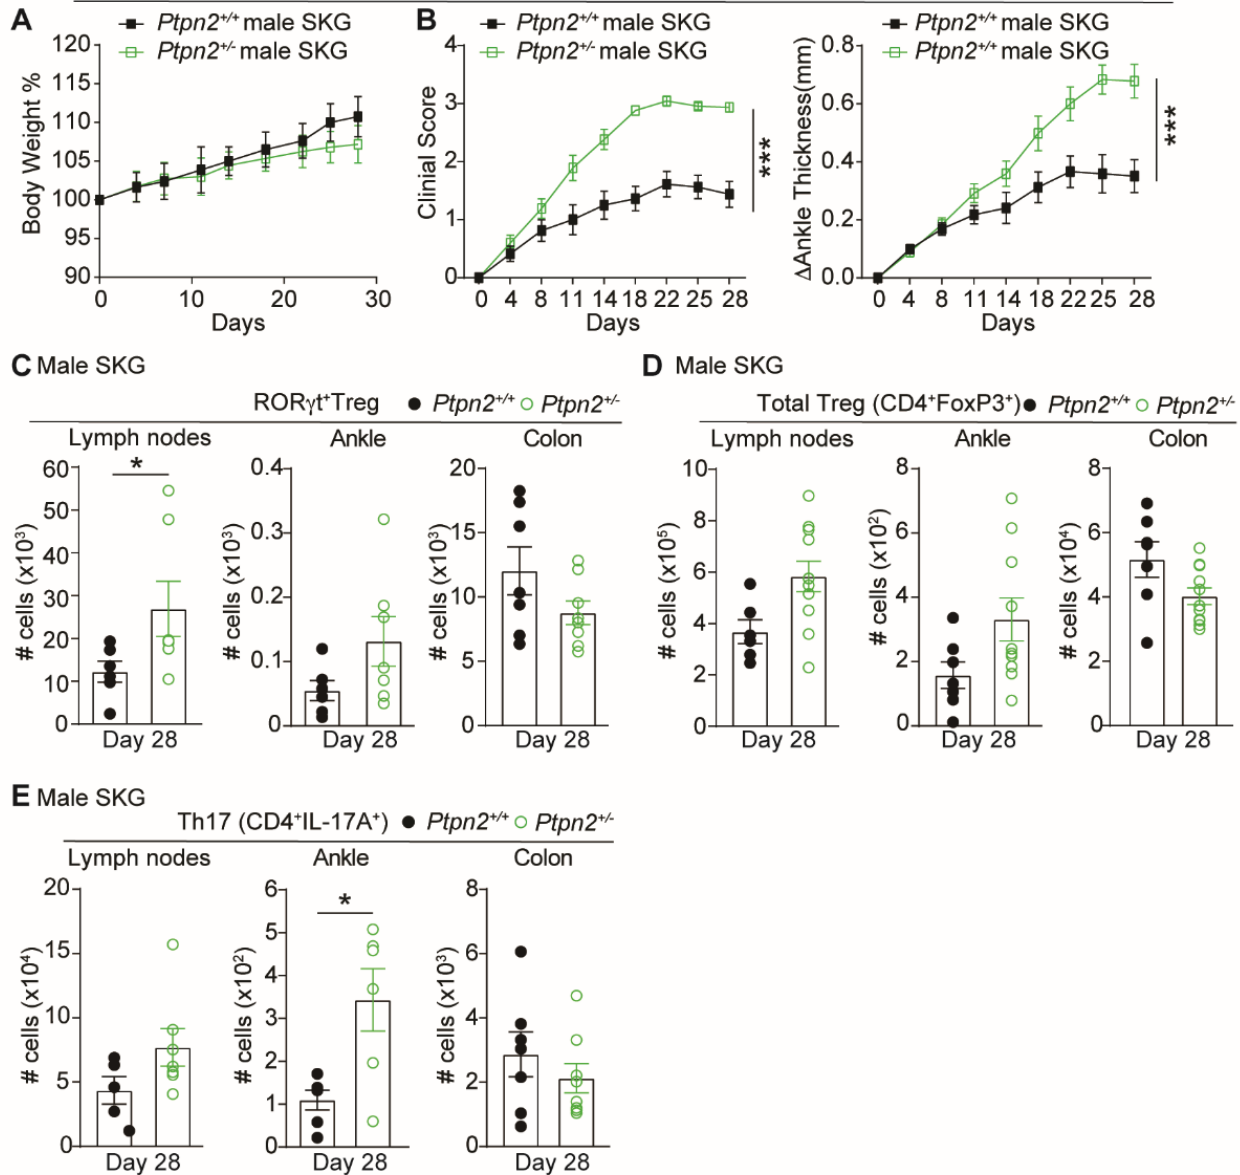 A
Ptpn2+/+ male SKG
Ptpn2+/- male SKG
120
115
110
105
100
95
90
Body Weight %
0 10 20 30
Days
B
Ptpn2+/+ male SKG
Ptpn2+/- male SKG
4
3
2
1
0
Clinial Score
0 4 8 11 14 18 22 25 28
Days
***
Ptpn2+/+ male SKG
Ptpn2+/+ male SKG
0.8
0.6
0.4
0.2
0.0
ΔAnkle Thickness(mm)
0 4 8 11 14 18 22 25 28
Days
***
C Male SKG
RORγt+Treg Ptpn2+/+ Ptpn2+/-
Lymph nodes Ankle Colon
60
50
40
30
20
10
0
# cells (x10³)
*
Day 28
0.4
0.3
0.2
0.1
0
# cells (x10³)
Day 28
20
15
10
5
0
# cells (x10³)
Day 28
D Male SKG
Total Treg (CD4+FoxP3+) Ptpn2+/+ Ptpn2+/-
Lymph nodes Ankle Colon
10
8
6
4
2
0
# cells (x10⁵)
Day 28
8
6
4
2
0
# cells (x10²)
Day 28
8
6
4
2
0
# cells (x10⁴)
Day 28
E Male SKG
Th17 (CD4+IL-17A+) Ptpn2+/+ Ptpn2+/-
Lymph nodes Ankle Colon
20
15
10
5
0
# cells (x10⁴)
Day 28
6
5
4
3
2
1
0
# cells (x10²)
*
Day 28
8
6
4
2
0
# cells (x10³)
Day 28